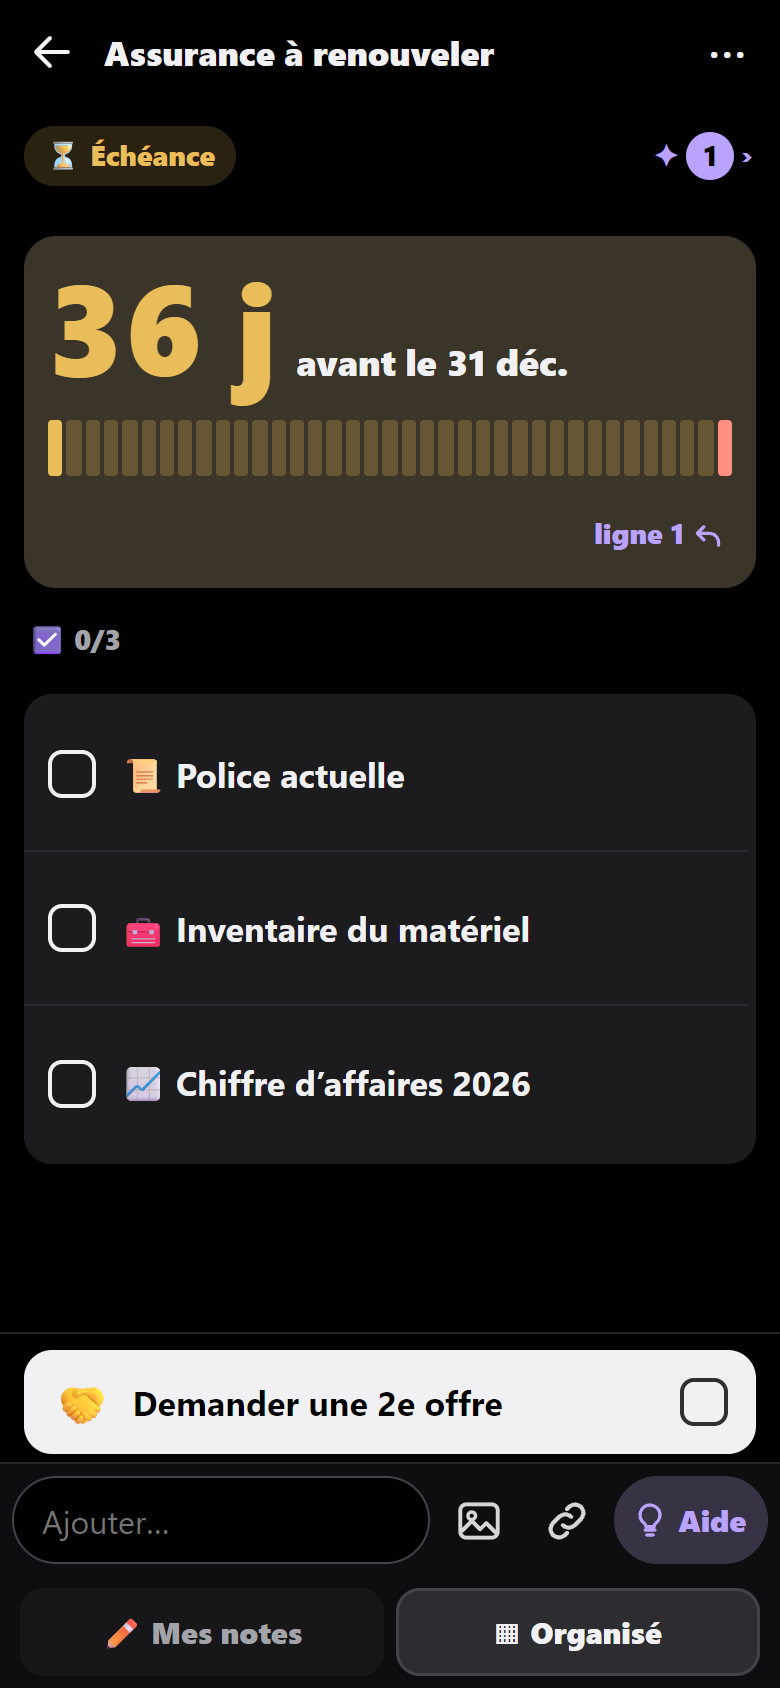 Assurance à renouveler
Échéance
1
36 j avant le 31 déc.
ligne 1
0/3
Police actuelle
Inventaire du matériel
Chiffre d’affaires 2026
Demander une 2e offre
Ajouter…
Aide
Mes notes
Organisé